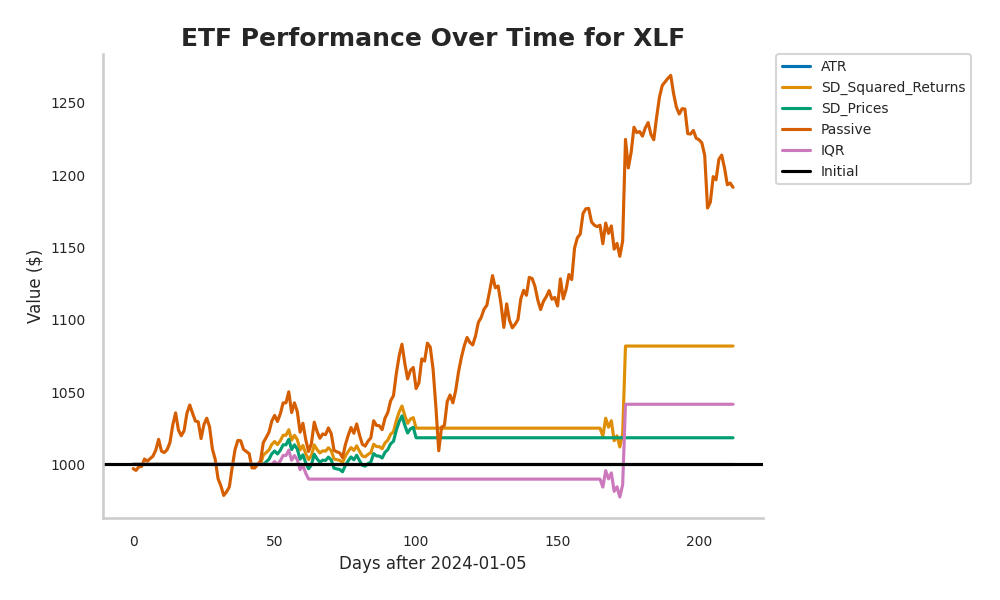 ETF Performance Over Time for XLF
ATR
SD_Squared_Returns
SD_Prices
Passive
IQR
Initial
1250
1200
1150
1100
1050
1000
Value ($)
0 50 100 150 200
Days after 2024-01-05